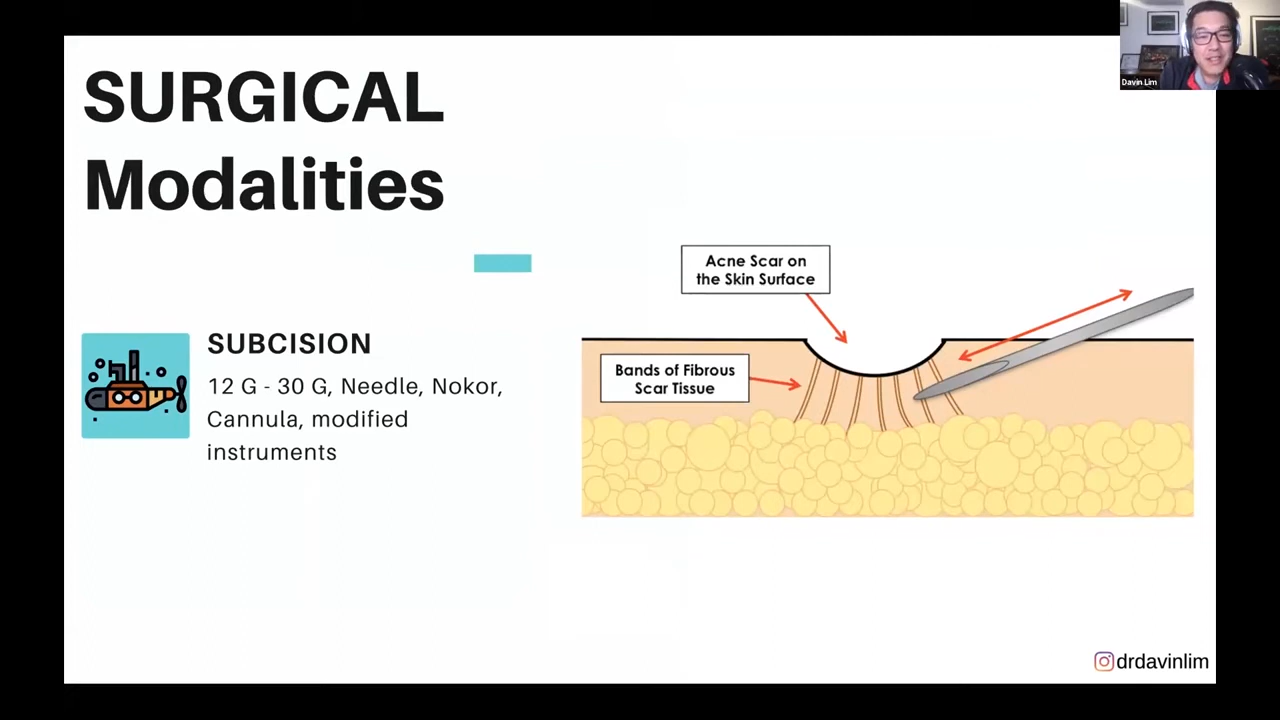 SURGICAL
Modalities
SUBCISION
12 G - 30 G, Needle, Nokor,
Cannula, modified
instruments
Acne Scar on
the Skin Surface
Bands of Fibrous
Scar Tissue
Davin Lim
drdavinlim